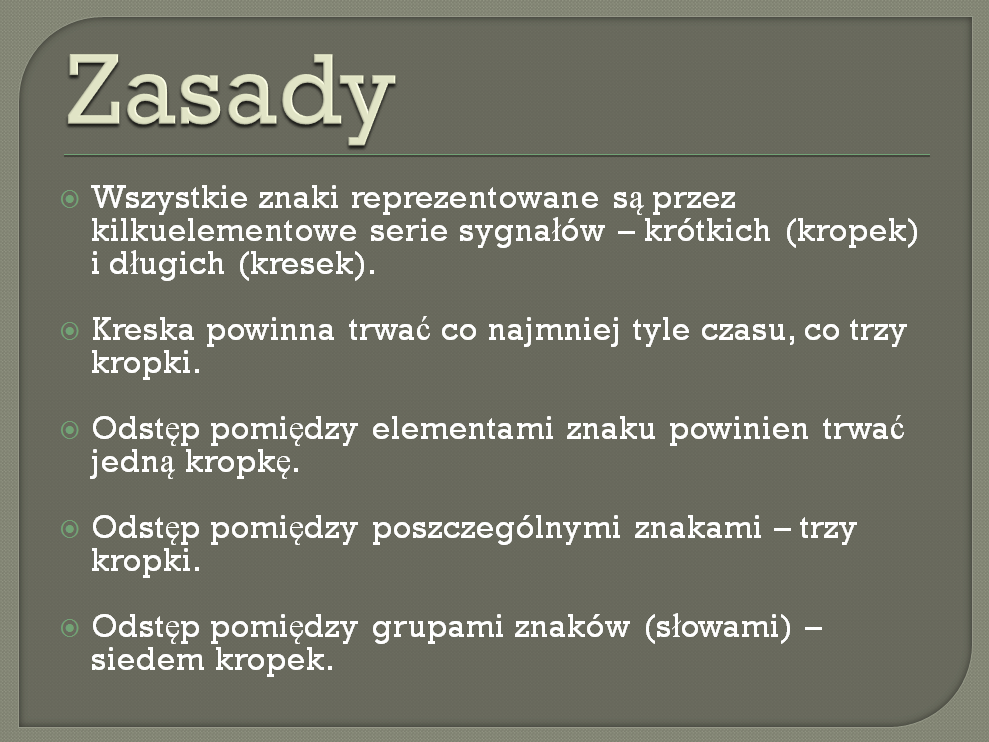 Zasady
Wszystkie znaki reprezentowane są przez
kilkuelementowe serie sygnałów – krótkich (kropek)
i długich (kresek).
Kreska powinna trwać co najmniej tyle czasu, co trzy
kropki.
Odstęp pomiędzy elementami znaku powinien trwać
jedną kropkę.
Odstęp pomiędzy poszczególnymi znakami – trzy
kropki.
Odstęp pomiędzy grupami znaków (słowami) –
siedem kropek.